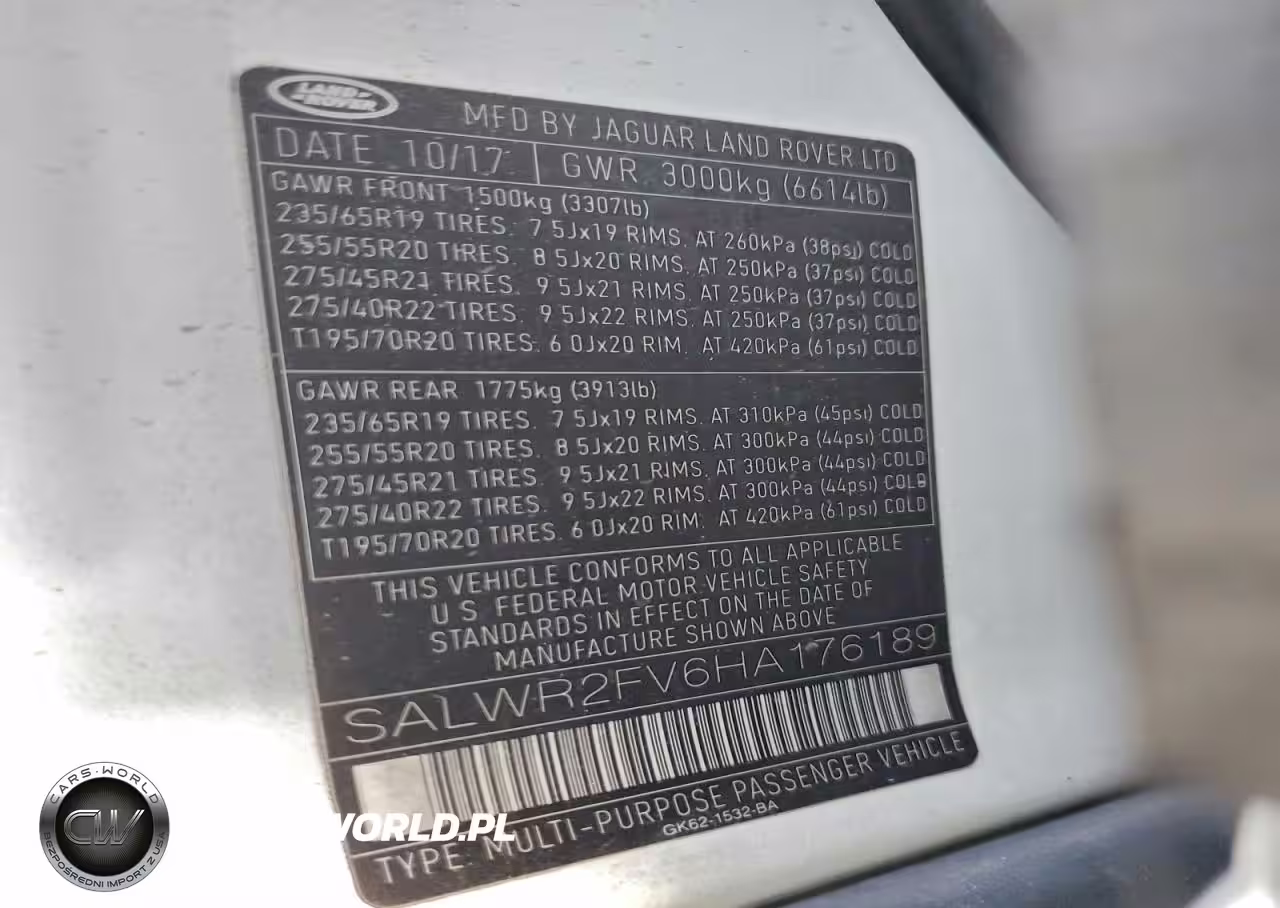 LAND ROVER
MFD BY JAGUAR LAND ROVER LTD
DATE 10/17 GWR 3000kg (6614lb)
GAWR FRONT 1500kg (3307lb)
235/65R19 TIRES. 7 5Jx19 RIMS. AT 260kPa (38psi) COLD
255/55R20 TIRES. 8 5Jx20 RIMS. AT 250kPa (37psi) COLD
275/45R21 TIRES. 9 5Jx21 RIMS. AT 250kPa (37psi) COLD
275/40R22 TIRES. 9 5Jx22 RIMS. AT 250kPa (37psi) COLD
T195/70R20 TIRES. 6 0Jx20 RIM. AT 420kPa (61psi) COLD
GAWR REAR 1775kg (3913lb)
235/65R19 TIRES. 7 5Jx19 RIMS. AT 310kPa (45psi) COLD
255/55R20 TIRES. 8 5Jx20 RIMS. AT 300kPa (44psi) COLD
275/45R21 TIRES. 9 5Jx21 RIMS. AT 300kPa (44psi) COLD
275/40R22 TIRES. 9 5Jx22 RIMS. AT 300kPa (44psi) COLD
T195/70R20 TIRES. 6 0Jx20 RIM. AT 420kPa (61psi) COLD
THIS VEHICLE CONFORMS TO ALL APPLICABLE
U S FEDERAL MOTOR VEHICLE SAFETY
STANDARDS IN EFFECT ON THE DATE OF
MANUFACTURE SHOWN ABOVE
SALWR2FV6HA176189
TYPE: MULTI-PURPOSE PASSENGER VEHICLE
GK62-1532-BA
CARS-WORLD
CW
BEZPOŚREDNI IMPORT Z USA
WORLD.PL